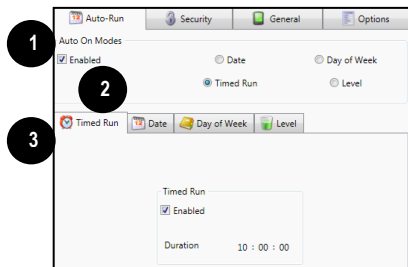 Auto-Run Security General Options
1
Auto On Modes
Enabled Date Day of Week
2
Timed Run Level
3
Timed Run Date Day of Week Level
Timed Run
Enabled
Duration 10 : 00 : 00